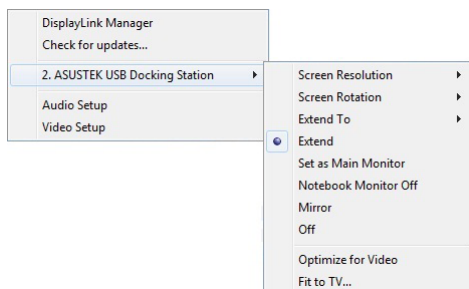 DisplayLink Manager
Check for updates...
2. ASUSTEK USB Docking Station
Audio Setup
Video Setup
Screen Resolution
Screen Rotation
Extend To
Extend
Set as Main Monitor
Notebook Monitor Off
Mirror
Off
Optimize for Video
Fit to TV...